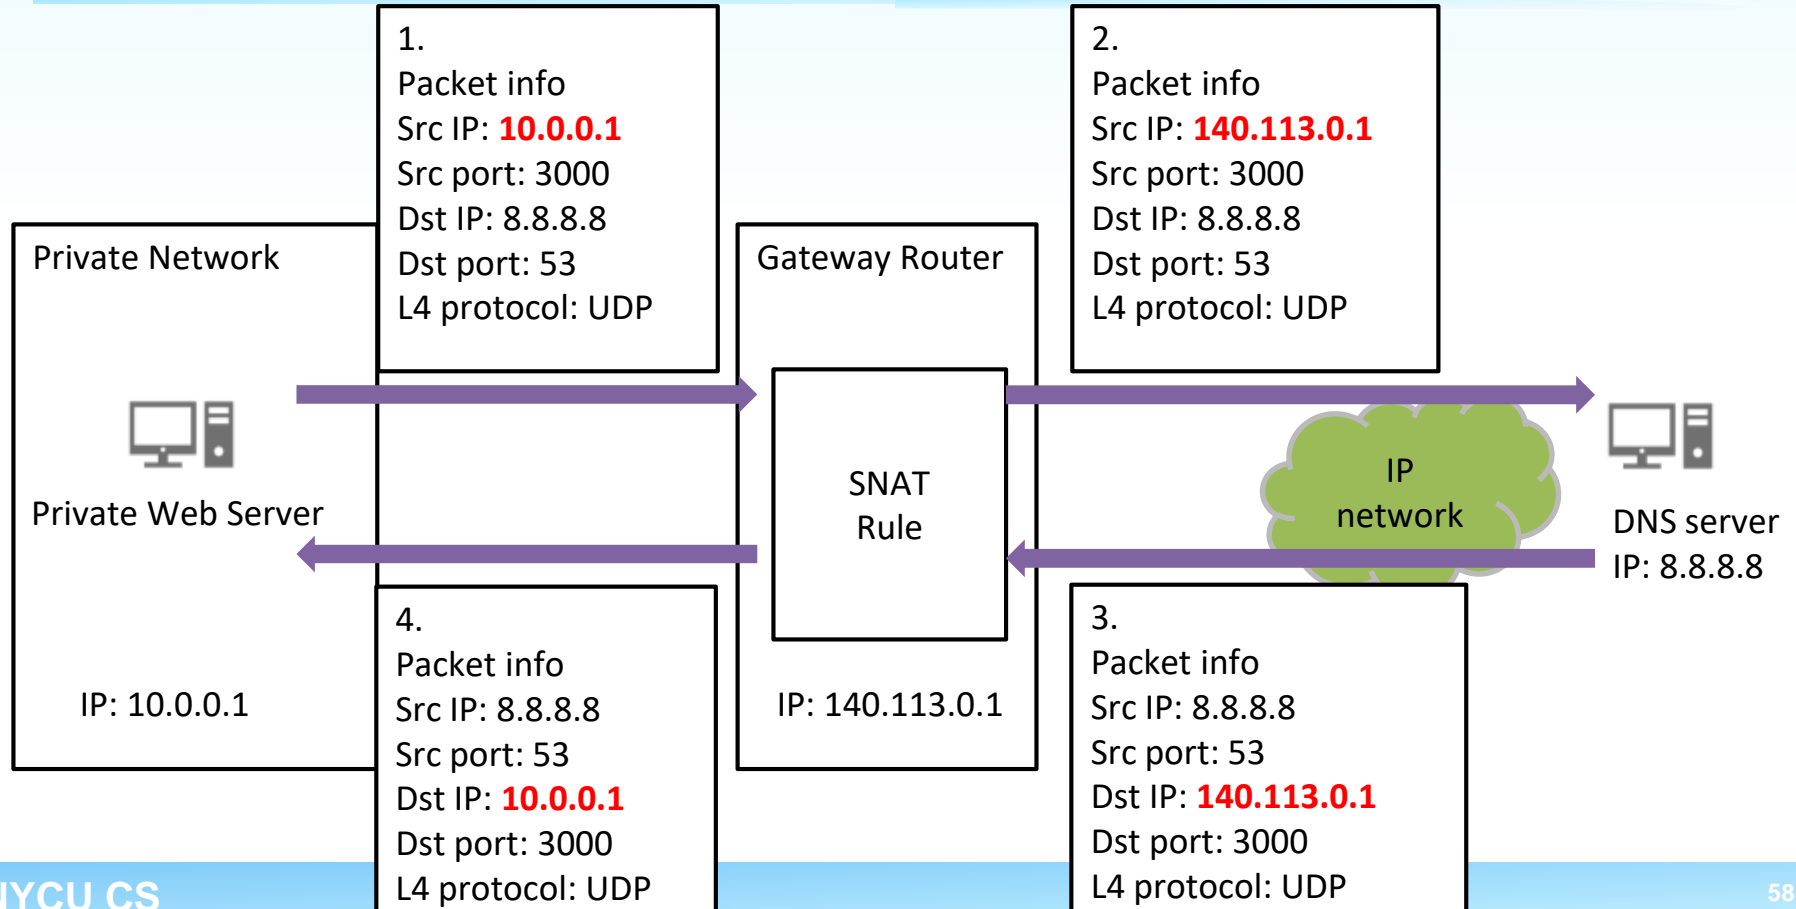 1.
Packet info
Src IP: 10.0.0.1
Src port: 3000
Dst IP: 8.8.8.8
Dst port: 53
L4 protocol: UDP
2.
Packet info
Src IP: 140.113.0.1
Src port: 3000
Dst IP: 8.8.8.8
Dst port: 53
L4 protocol: UDP
Private Network
Private Web Server
IP: 10.0.0.1
Gateway Router
SNAT
Rule
IP: 140.113.0.1
IP
network
DNS server
IP: 8.8.8.8
4.
Packet info
Src IP: 8.8.8.8
Src port: 53
Dst IP: 10.0.0.1
Dst port: 3000
L4 protocol: UDP
3.
Packet info
Src IP: 8.8.8.8
Src port: 53
Dst IP: 140.113.0.1
Dst port: 3000
L4 protocol: UDP
CS
58